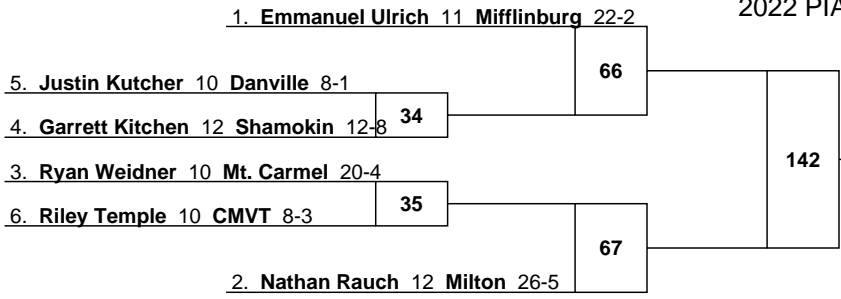 2022 PIA
1. Emmanuel Ulrich 11 Mifflinburg 22-2
66
5. Justin Kutcher 10 Danville 8-1
34
4. Garrett Kitchen 12 Shamokin 12-8
142
3. Ryan Weidner 10 Mt. Carmel 20-4
35
6. Riley Temple 10 CMVT 8-3
67
2. Nathan Rauch 12 Milton 26-5